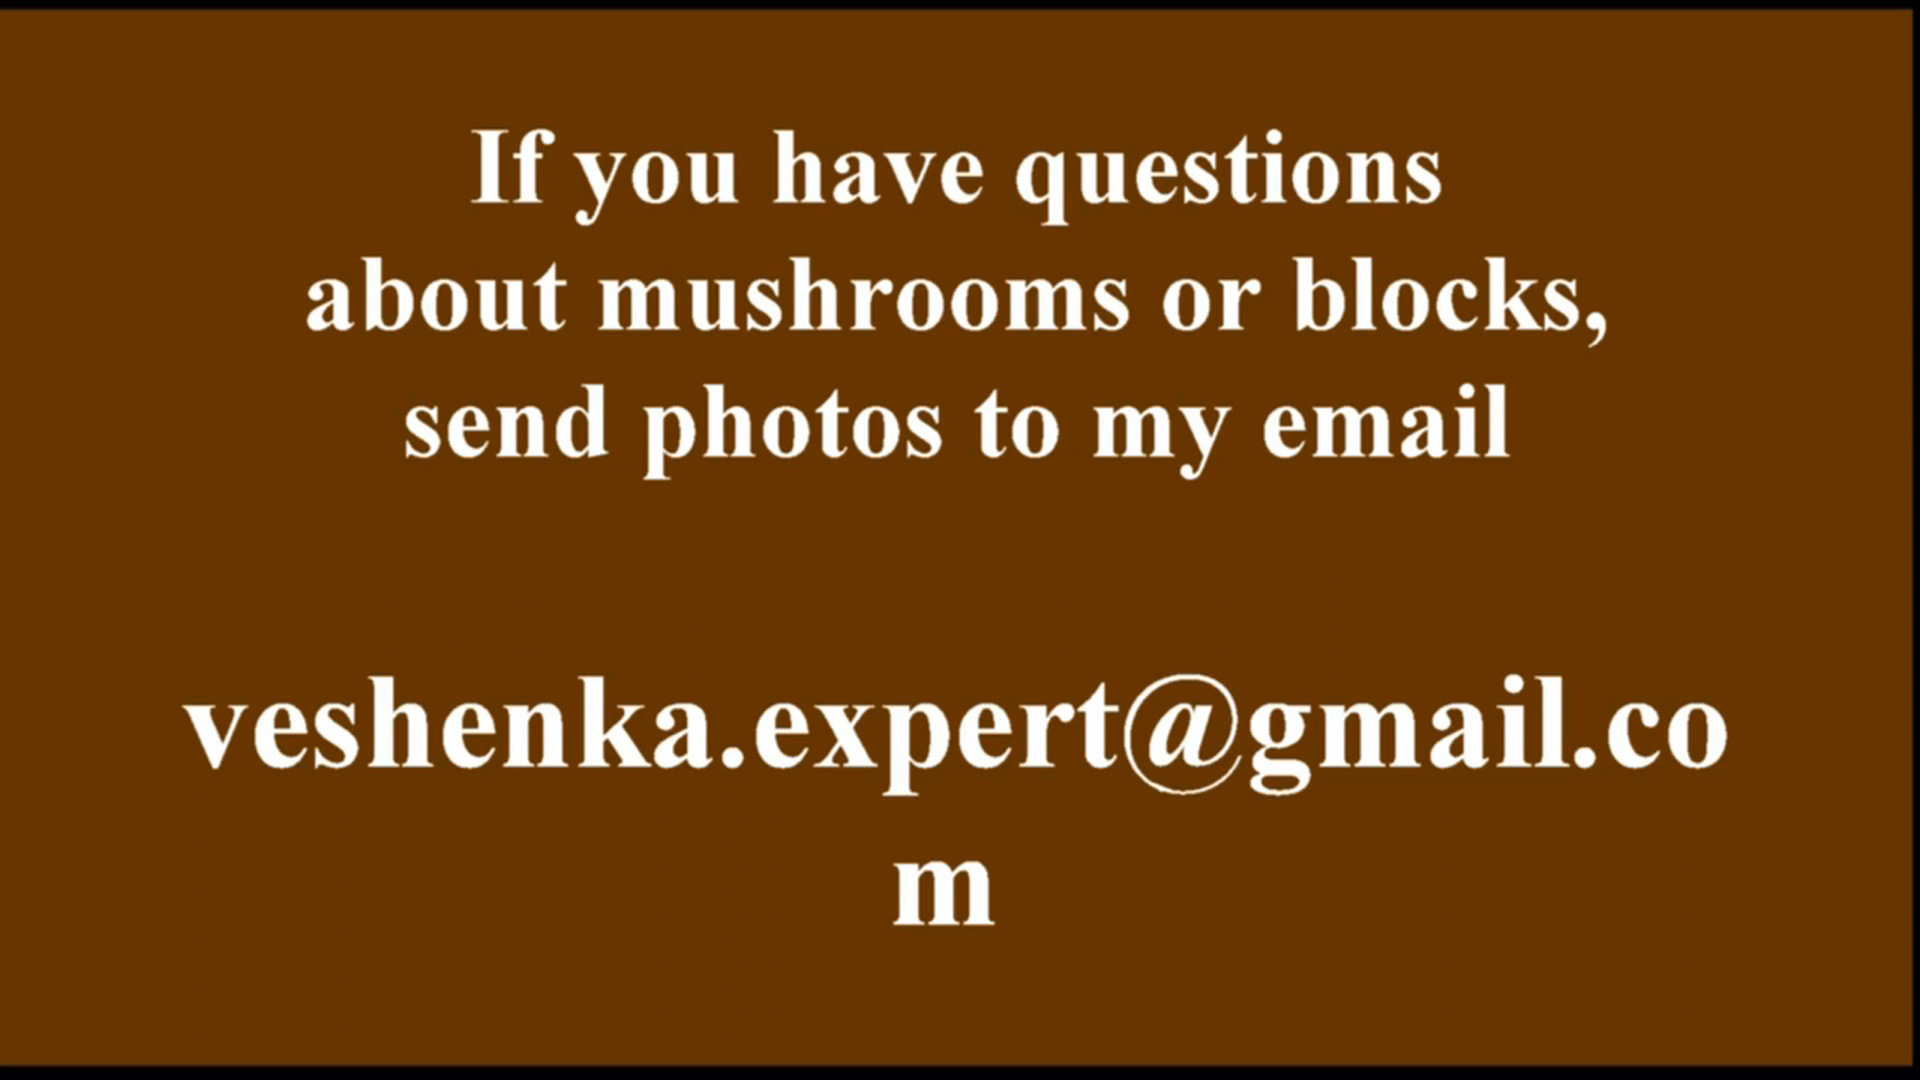 If you have questions
about mushrooms or blocks,
send photos to my email
veshenka.expert@gmail.co
m